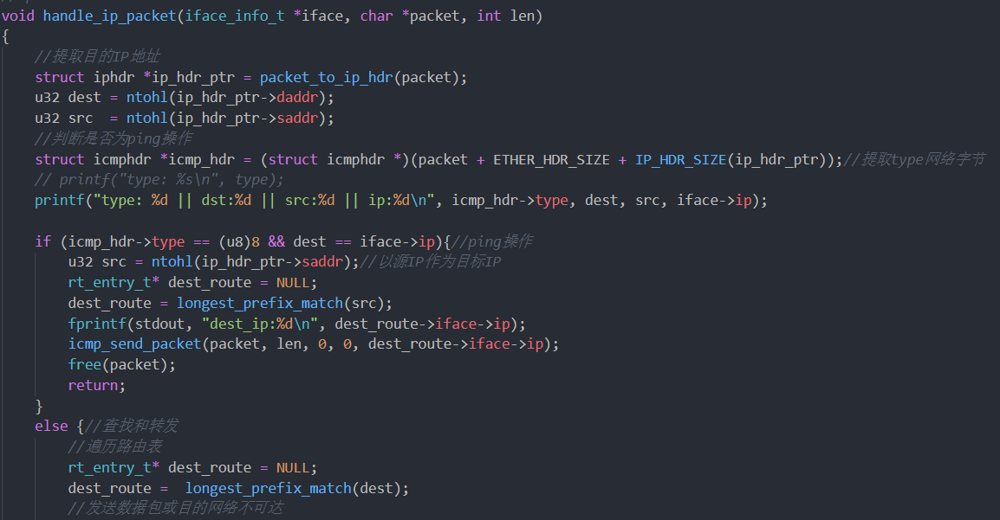 void handle_ip_packet(iface_info_t *iface, char *packet, int len)
{
    //提取目的IP地址
    struct iphdr *ip_hdr_ptr = packet_to_ip_hdr(packet);
    u32 dest = ntohl(ip_hdr_ptr->daddr);
    u32 src  = ntohl(ip_hdr_ptr->saddr);
    //判断是否为ping操作
    struct icmphdr *icmp_hdr = (struct icmphdr *)(packet + ETHER_HDR_SIZE + IP_HDR_SIZE(ip_hdr_ptr));//提取type网络字节
    // printf("type: %s\n", type);
    printf("type: %d || dst:%d || src:%d || ip:%d\n", icmp_hdr->type, dest, src, iface->ip);
    if (icmp_hdr->type == (u8)8 && dest == iface->ip){//ping操作
        u32 src = ntohl(ip_hdr_ptr->saddr);//以源IP作为目标IP
        rt_entry_t* dest_route = NULL;
        dest_route = longest_prefix_match(src);
        fprintf(stdout, "dest_ip:%d\n", dest_route->iface->ip);
        icmp_send_packet(packet, len, 0, 0, dest_route->iface->ip);
        free(packet);
        return;
    }
    else {//查找和转发
        //遍历路由表
        rt_entry_t* dest_route = NULL;
        dest_route =  longest_prefix_match(dest);
        //发送数据包或目的网络不可达